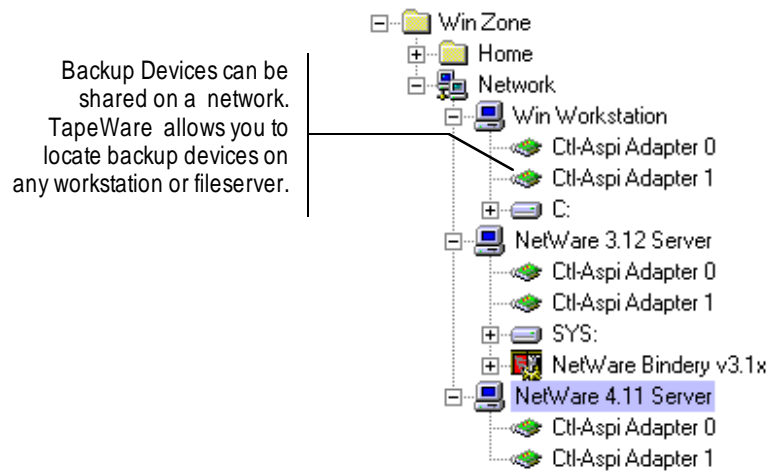 Backup Devices can be
shared on a network.
TapeWare allows you to
locate backup devices on
any workstation or fileserver.
Win Zone
Home
Network
Win Workstation
Ctl-Aspi Adapter 0
Ctl-Aspi Adapter 1
C:
NetWare 3.12 Server
Ctl-Aspi Adapter 0
Ctl-Aspi Adapter 1
SYS:
NetWare Bindery v3.1x
NetWare 4.11 Server
Ctl-Aspi Adapter 0
Ctl-Aspi Adapter 1